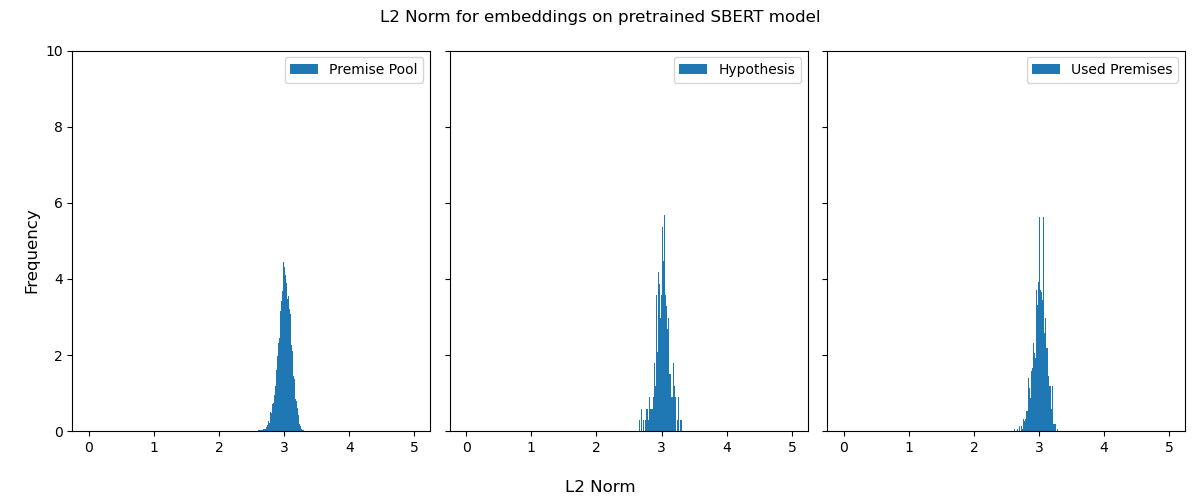 L2 Norm for embeddings on pretrained SBERT model
Premise Pool
Hypothesis
Used Premises
10
8
6
4
2
0
Frequency
0 1 2 3 4 5
0 1 2 3 4 5
0 1 2 3 4 5
L2 Norm